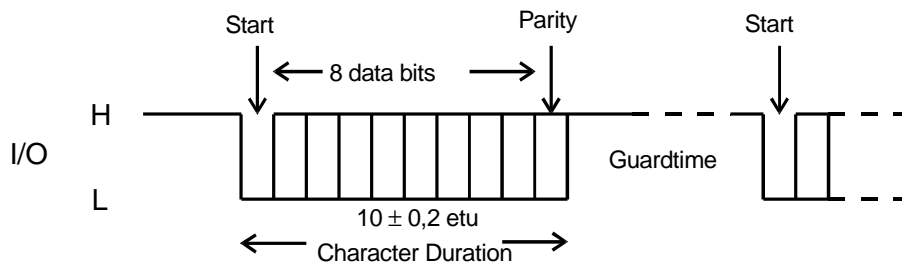 Start
Parity
Start
8 data bits
H
I/O
Guardtime
L
10 ± 0,2 etu
Character Duration